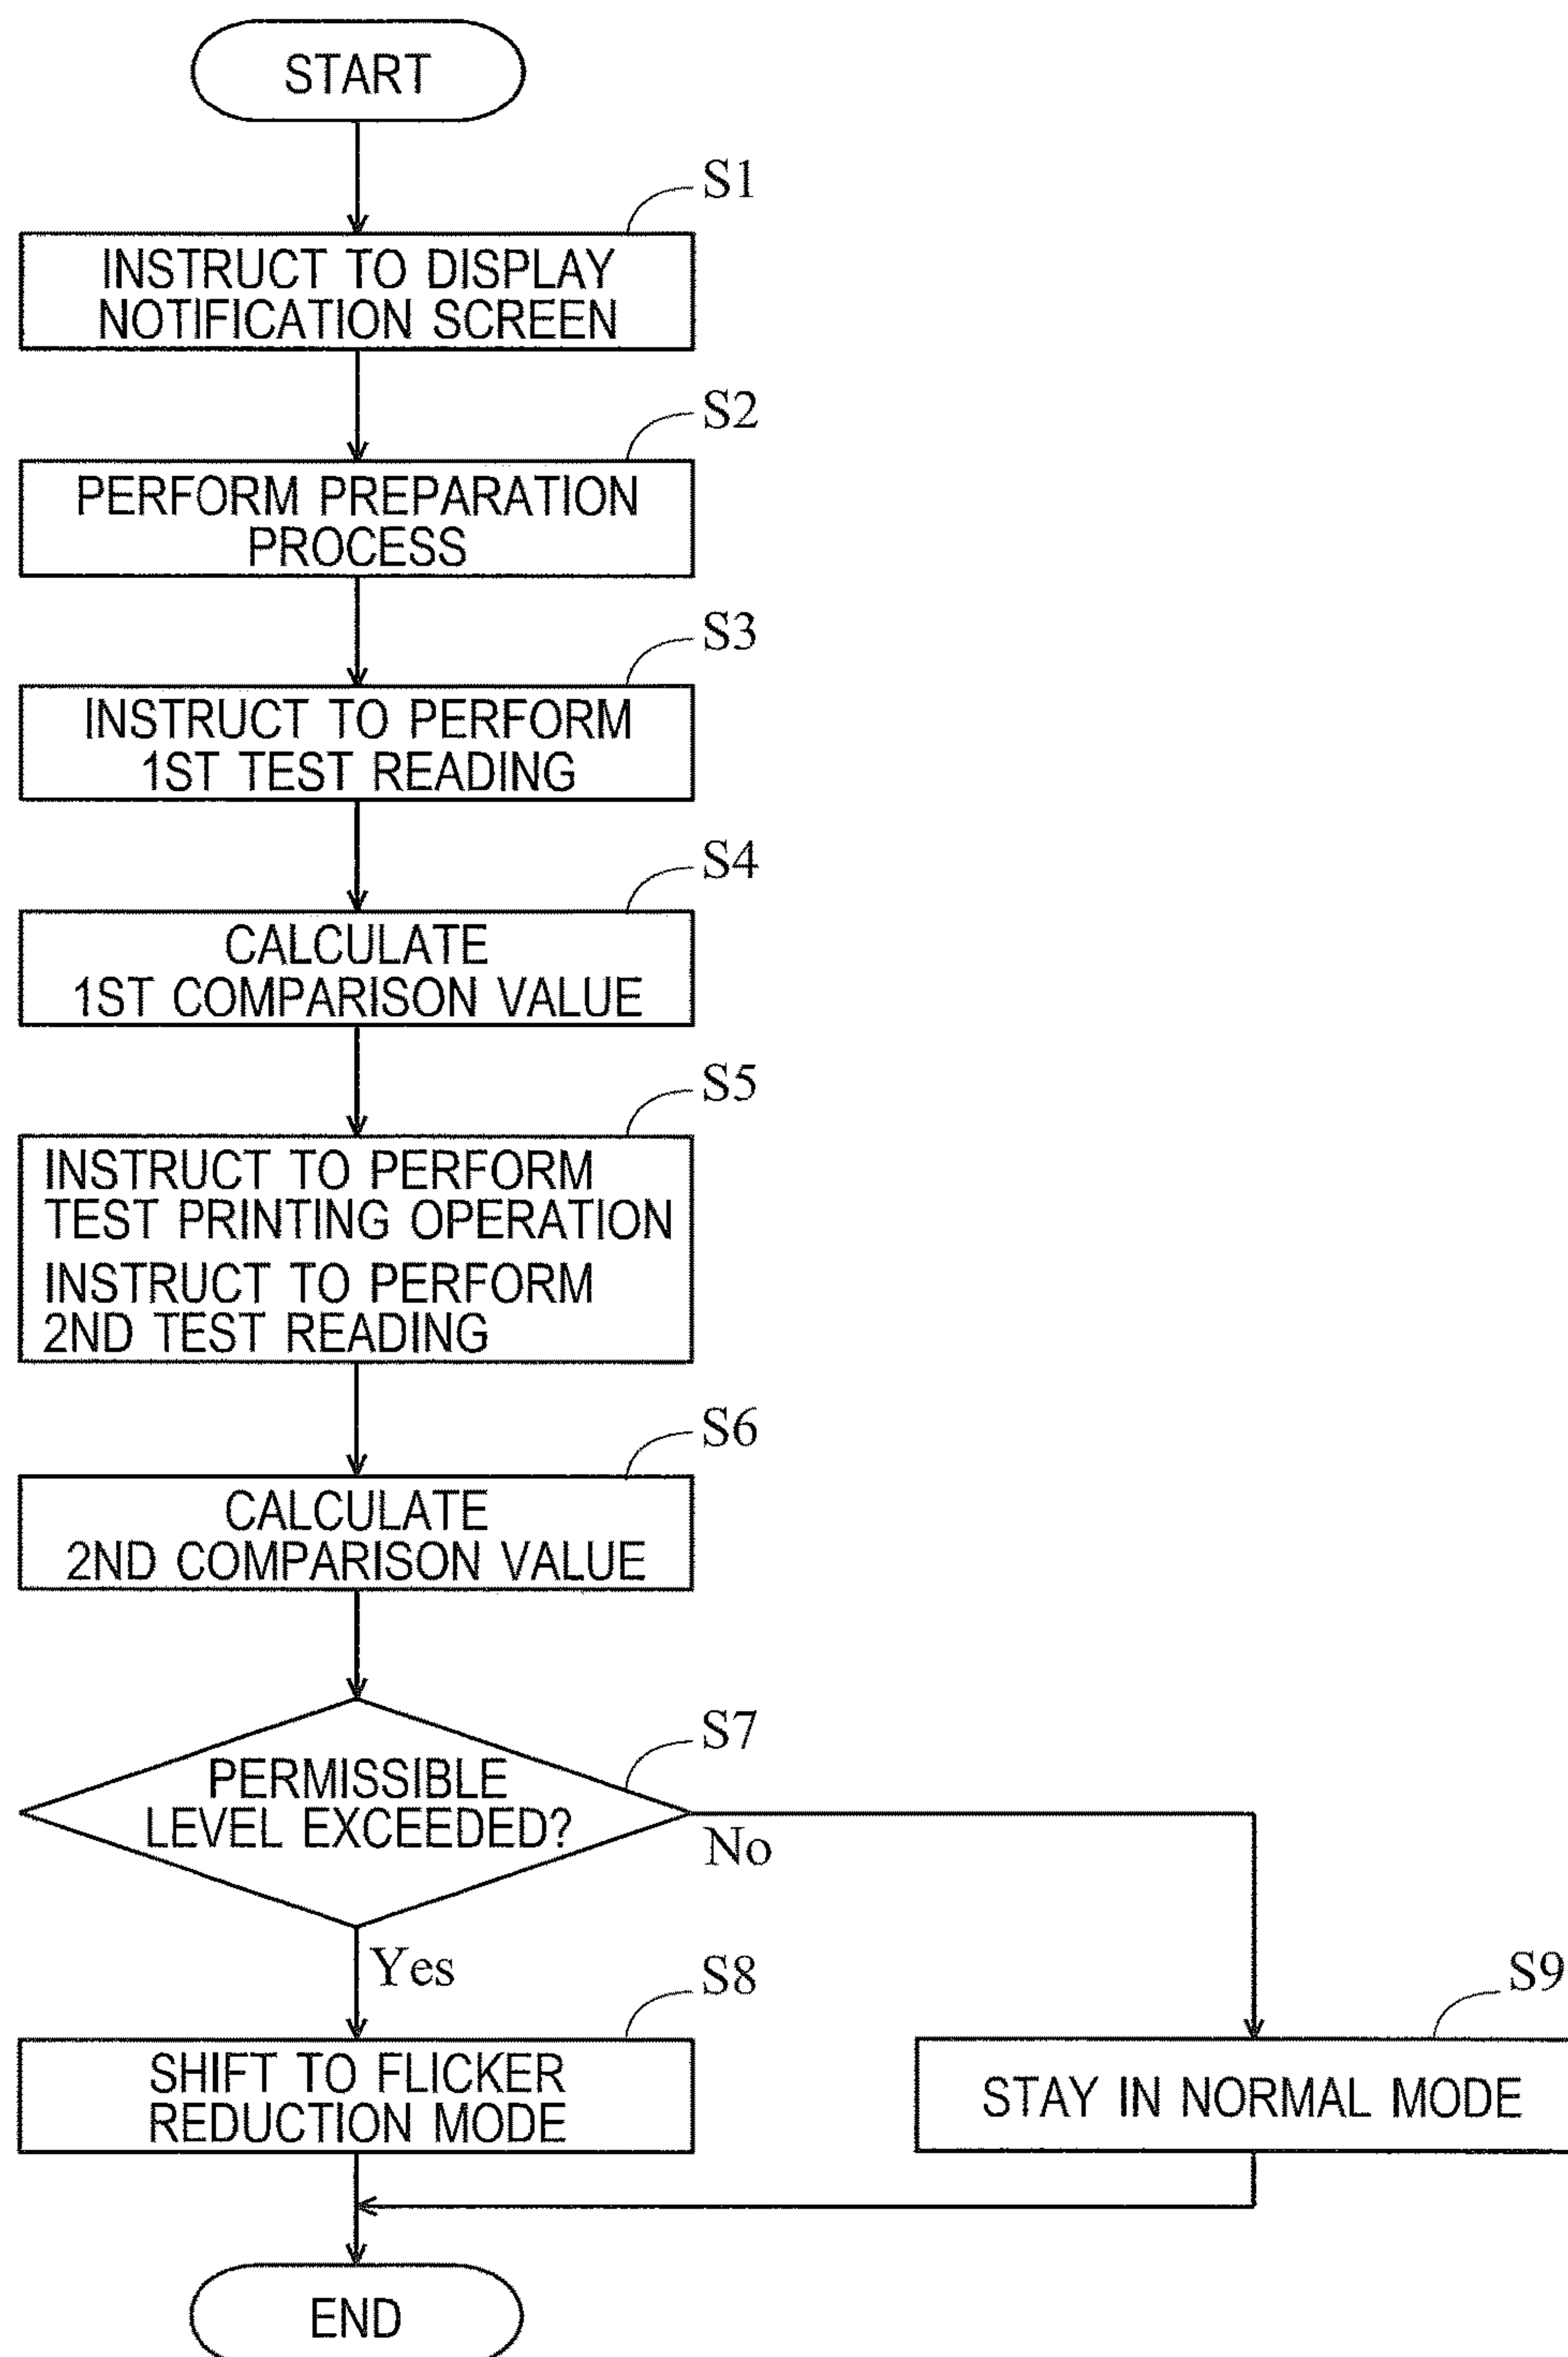 START
S1
INSTRUCT TO DISPLAY
NOTIFICATION SCREEN
S2
PERFORM PREPARATION
PROCESS
S3
INSTRUCT TO PERFORM
1ST TEST READING
S4
CALCULATE
1ST COMPARISON VALUE
S5
INSTRUCT TO PERFORM
TEST PRINTING OPERATION
INSTRUCT TO PERFORM
2ND TEST READING
S6
CALCULATE
2ND COMPARISON VALUE
S7
PERMISSIBLE
LEVEL EXCEEDED?
No
Yes
S8
SHIFT TO FLICKER
REDUCTION MODE
S9
STAY IN NORMAL MODE
END